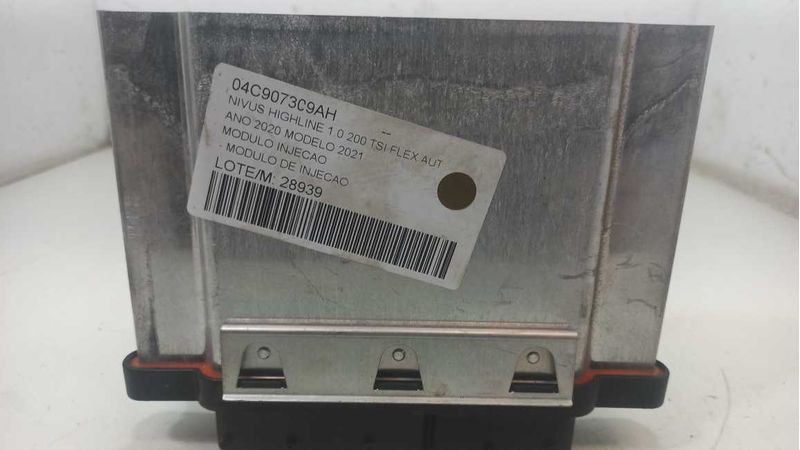 04C907309AH
NIVUS HIGHLINE 1.0 200 TSI FLEX AUT
ANO 2020 MODELO 2021
MODULO INJECAO
- MODULO DE INJECAO
LOTE/M: 28939